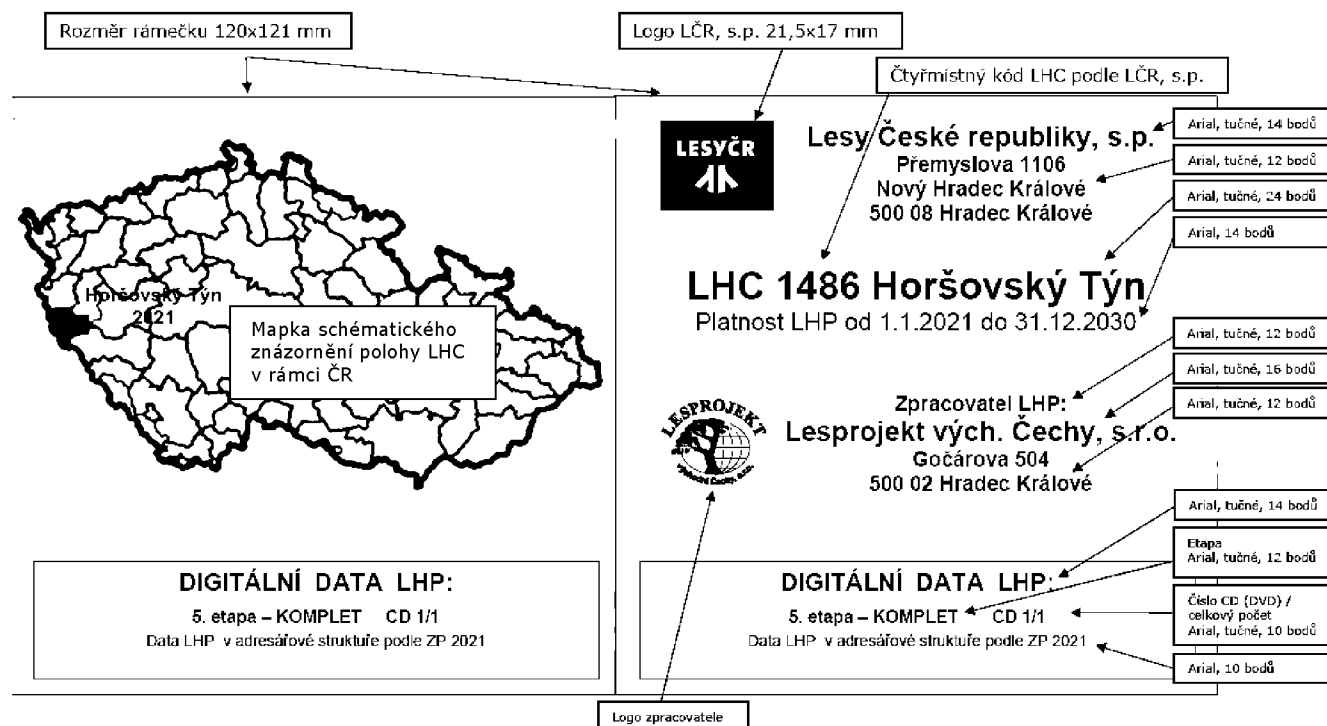 Rozměr rámečku 120x121 mm
Logo LČR, s.p. 21,5x17 mm
Čtyřmístný kód LHC podle LČR, s.p.
Horšovský Týn
2021
Mapka schématického
znázornění polohy LHC
v rámci ČR
DIGITÁLNÍ DATA LHP:
5. etapa – KOMPLET CD 1/1
Data LHP v adresářové struktuře podle ZP 2021
LESYČR
Lesy České republiky, s.p.
Přemyslova 1106
Nový Hradec Králové
500 08 Hradec Králové
LHC 1486 Horšovský Týn
Platnost LHP od 1.1.2021 do 31.12.2030
LESPROJEKT
východní Čechy, s.r.o.
Zpracovatel LHP:
Lesprojekt vých. Čechy, s.r.o.
Gočárova 504
500 02 Hradec Králové
DIGITÁLNÍ DATA LHP:
5. etapa – KOMPLET CD 1/1
Data LHP v adresářové struktuře podle ZP 2021
Arial, tučné, 14 bodů
Arial, tučné, 12 bodů
Arial, tučné, 24 bodů
Arial, 14 bodů
Arial, tučné, 12 bodů
Arial, tučné, 16 bodů
Arial, tučné, 12 bodů
Arial, tučné, 14 bodů
Etapa
Arial, tučné, 12 bodů
Číslo CD (DVD) /
celkový počet
Arial, tučné, 10 bodů
Arial, 10 bodů
Logo zpracovatele